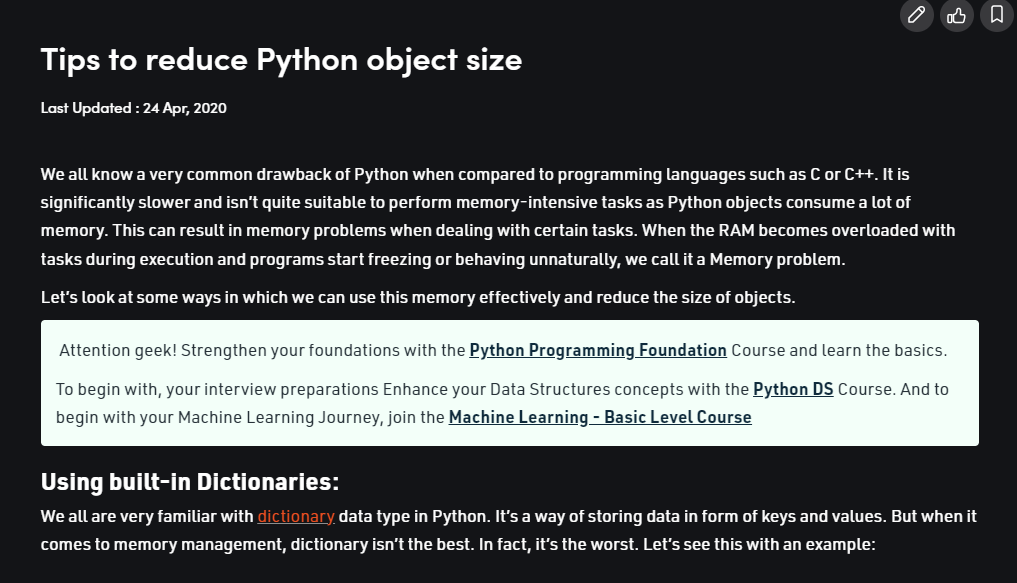 Tips to reduce Python object size
Last Updated : 24 Apr, 2020
We all know a very common drawback of Python when compared to programming languages such as C or C++. It is
significantly slower and isn't quite suitable to perform memory-intensive tasks as Python objects consume a lot of
memory. This can result in memory problems when dealing with certain tasks. When the RAM becomes overloaded with
tasks during execution and programs start freezing or behaving unnaturally, we call it a Memory problem.
Let's look at some ways in which we can use this memory effectively and reduce the size of objects.
Attention geek! Strengthen your foundations with the Python Programming Foundation Course and learn the basics.
To begin with, your interview preparations Enhance your Data Structures concepts with the Python DS Course. And to
begin with your Machine Learning Journey, join the Machine Learning - Basic Level Course
Using built-in Dictionaries:
We all are very familiar with dictionary data type in Python. It's a way of storing data in form of keys and values. But when it
comes to memory management, dictionary isn't the best. In fact, it's the worst. Let's see this with an example: